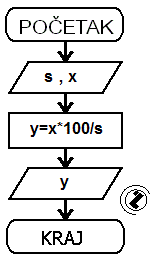 POČETAK
s , x
y=x*100/s
y
KRAJ